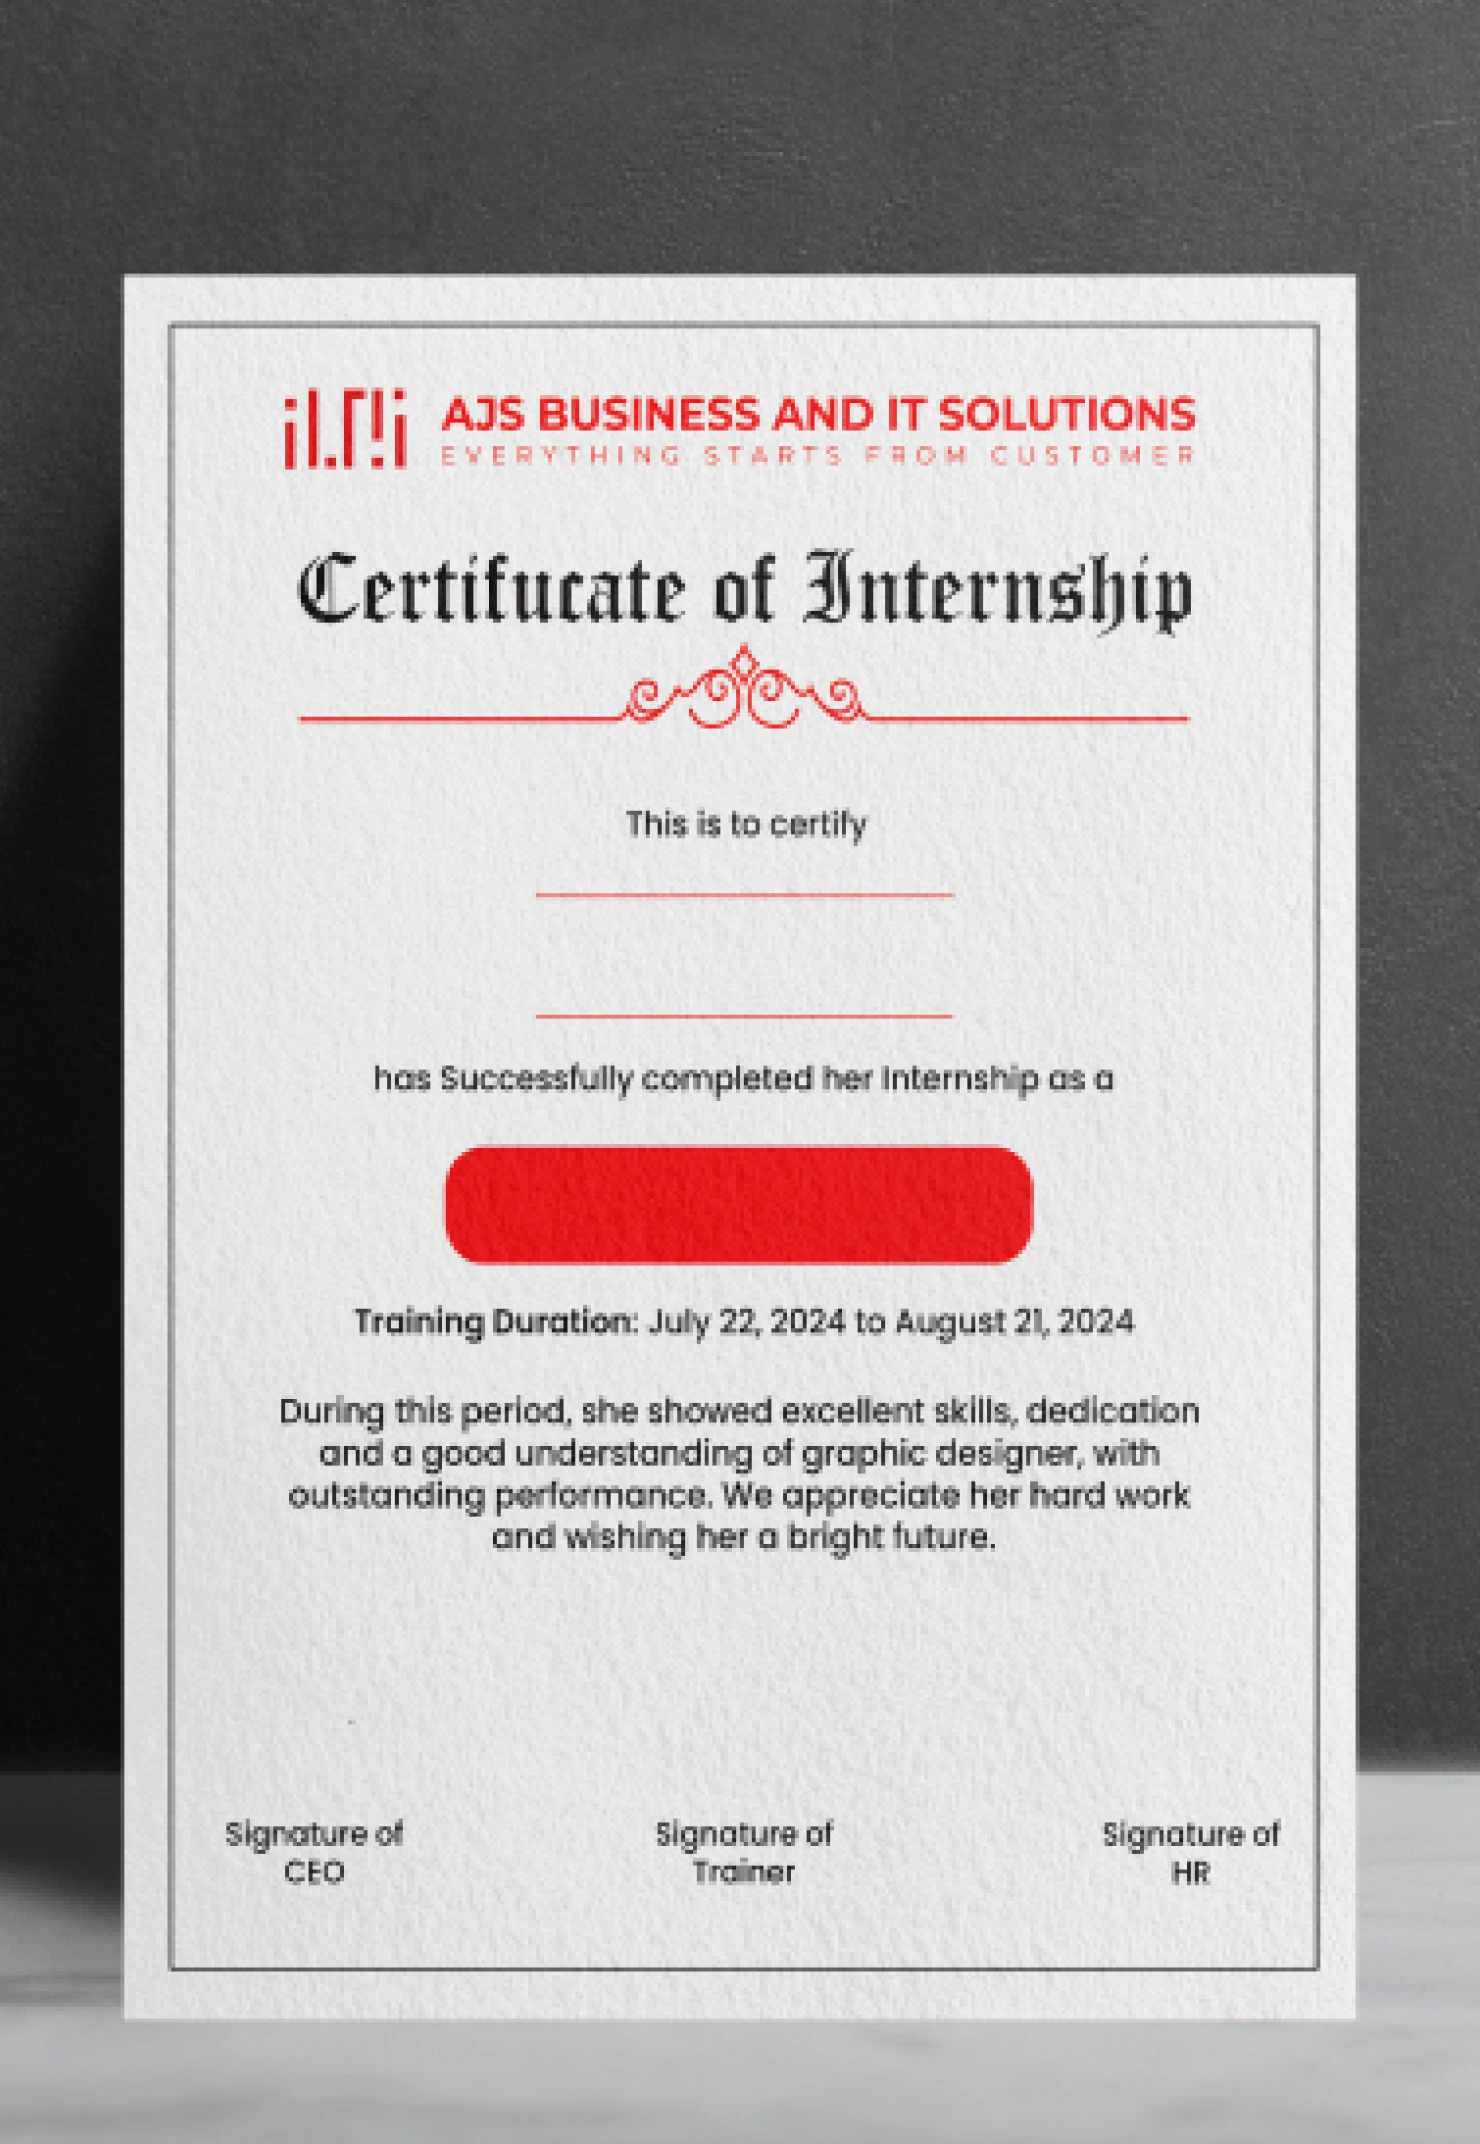 AJS BUSINESS AND IT SOLUTIONS
EVERYTHING STARTS FROM CUSTOMER
Certifucate of Internship
This is to certify
has Successfully completed her Internship as a
Training Duration: July 22, 2024 to August 21, 2024
During this period, she showed excellent skills, dedication
and a good understanding of graphic designer, with
outstanding performance. We appreciate her hard work
and wishing her a bright future.
Signature of
CEO
Signature of
Trainer
Signature of
HR